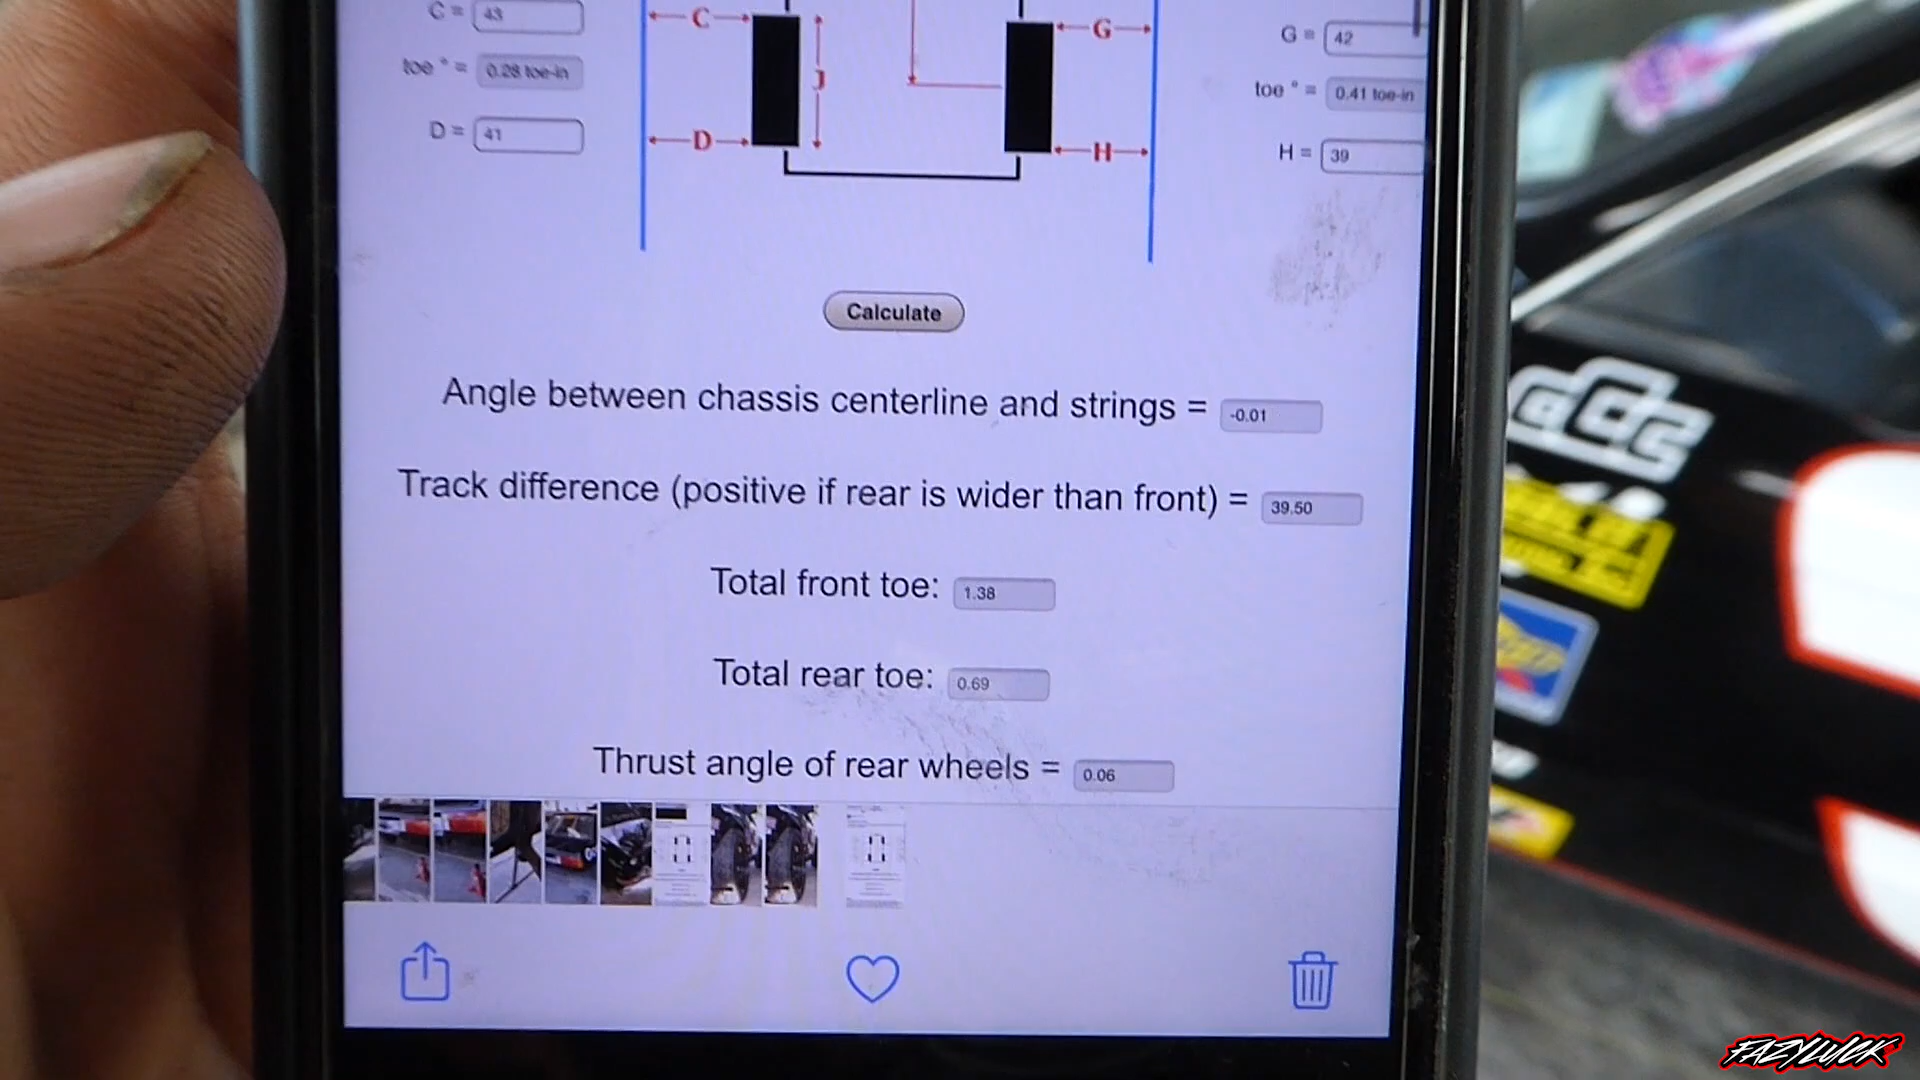 C = 43
C
G
G = 42
toe ° = 0.28 toe-in
J
toe ° = 0.41 toe-in
D = 41
D
H
H = 39
Calculate
Angle between chassis centerline and strings = -0.01
Track difference (positive if rear is wider than front) = 39.50
Total front toe: 1.38
Total rear toe: 0.69
Thrust angle of rear wheels = 0.06
FAZYLUCK